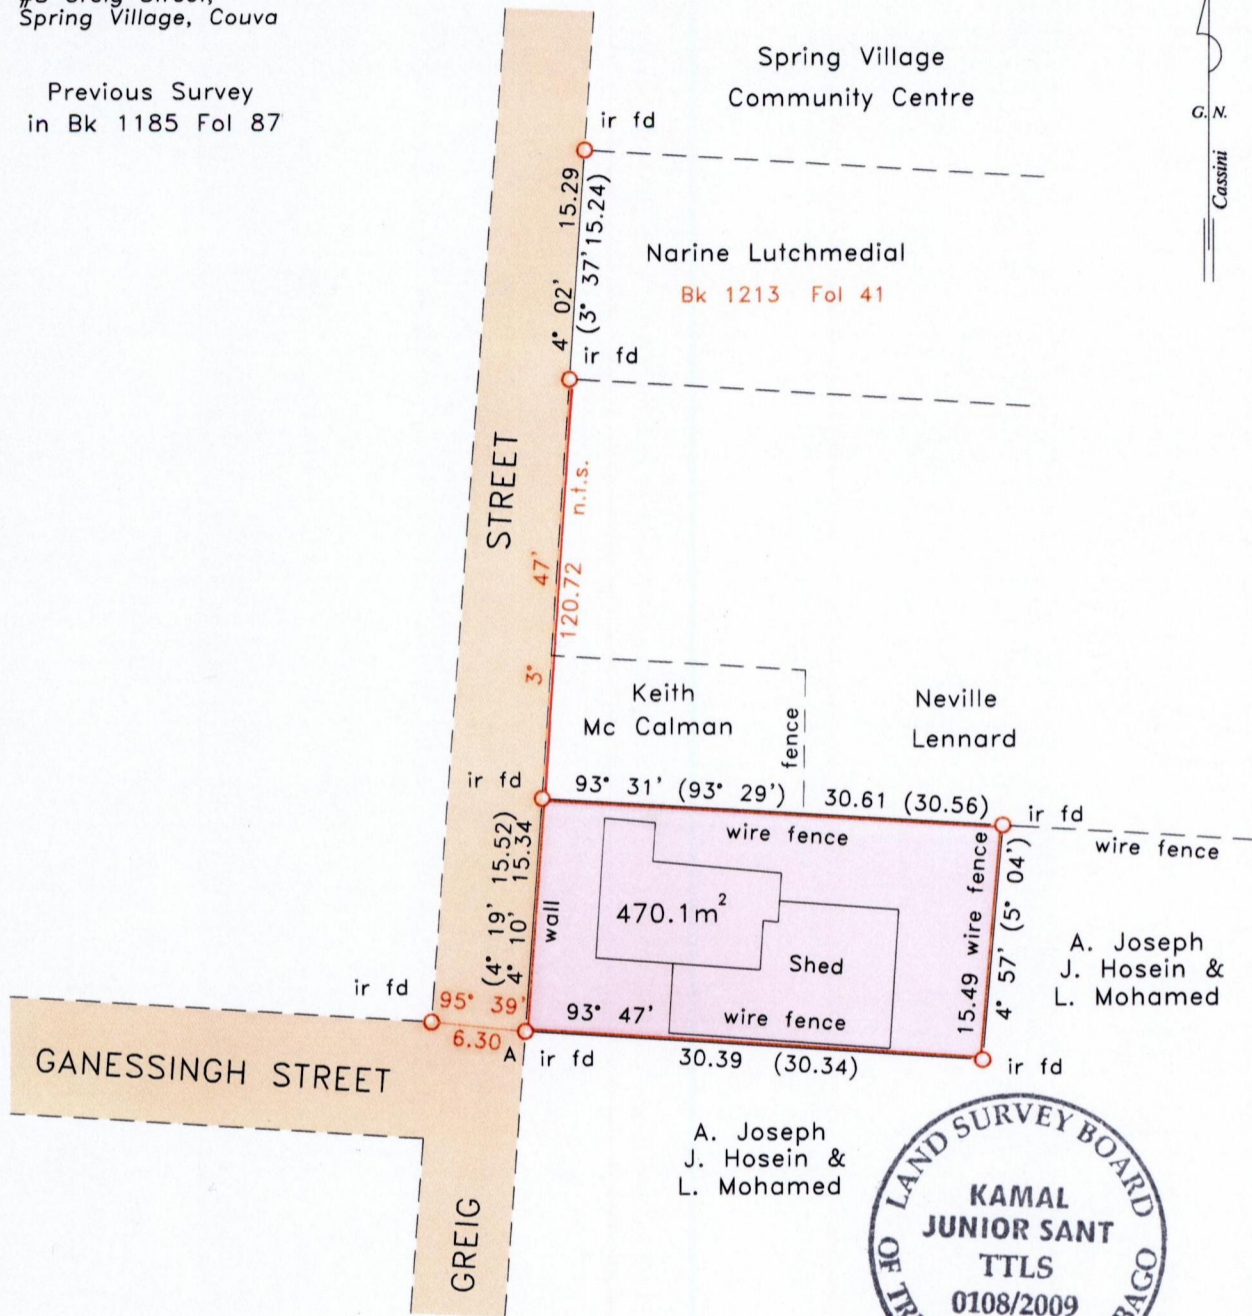 Spring Village, Couva
Previous Survey
in Bk 1185 Fol 87
Spring Village
Community Centre
G. N.
Cassini
ir fd
4° 02' 15.29
(3° 37' 15.24)
Narine Lutchmedial
Bk 1213 Fol 41
ir fd
STREET
3° 47'
120.72 n.t.s.
Keith
Mc Calman
fence
Neville
Lennard
ir fd
93° 31' (93° 29')
30.61 (30.56)
ir fd
wire fence
wire fence
(4° 19' 15.52)
4° 10' 15.34
wall
470.1m²
Shed
15.49 wire fence
4° 57' (5° 04')
A. Joseph
J. Hosein &
L. Mohamed
ir fd
95° 39'
6.30
A
ir fd
93° 47'
wire fence
30.39 (30.34)
ir fd
GANESSINGH STREET
A. Joseph
J. Hosein &
L. Mohamed
GREIG
LAND SURVEY BOARD
OF
KAMAL
JUNIOR SANT
TTLS
0108/2009